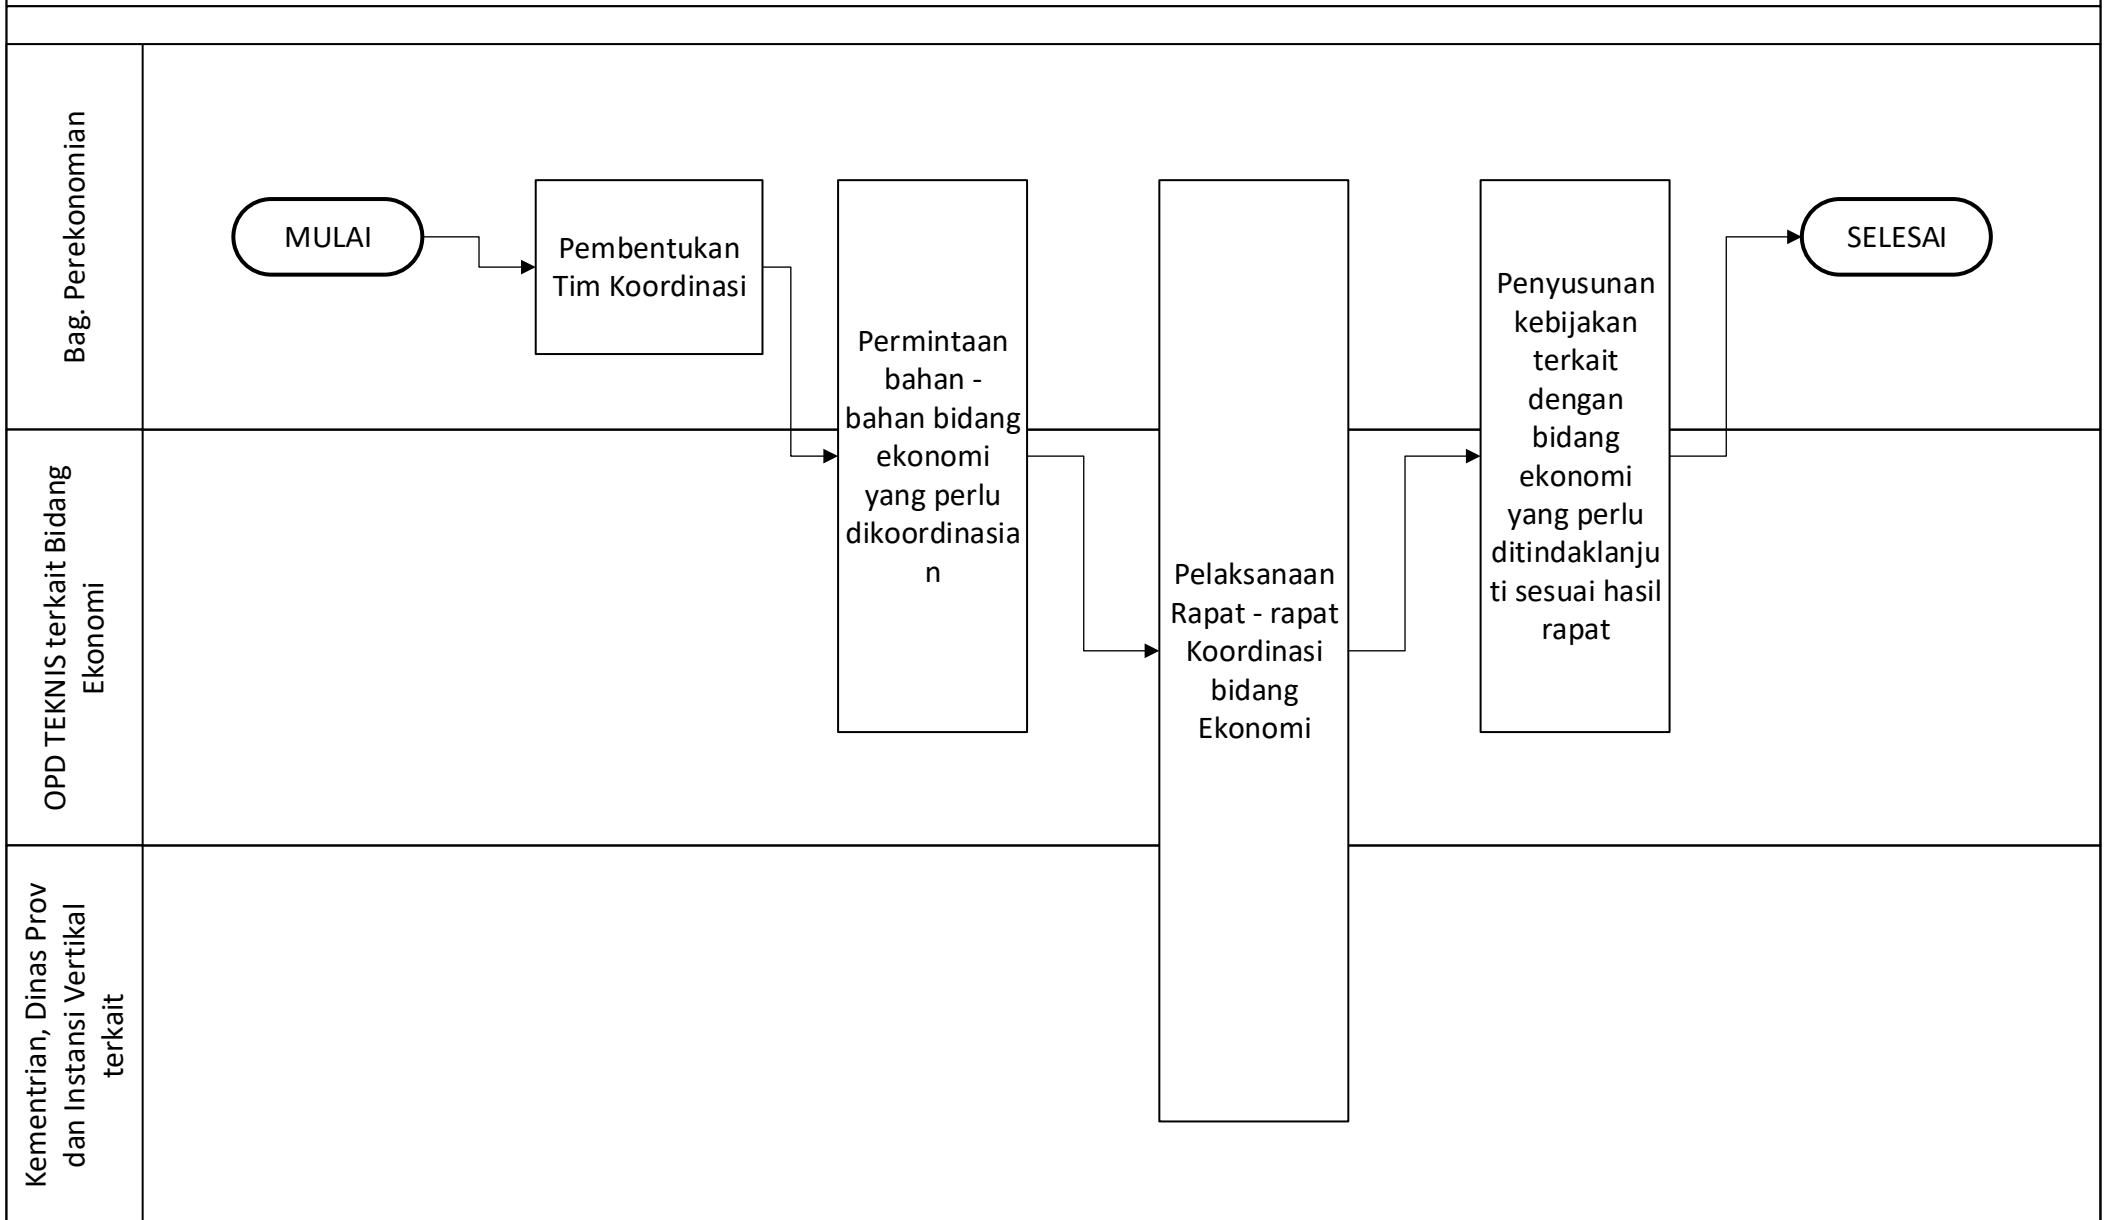 Bag. Perekonomian
MULAI
Pembentukan
Tim Koordinasi
Permintaan
bahan -
bahan bidang
ekonomi
yang perlu
dikoordinasia
n
Pelaksanaan
Rapat - rapat
Koordinasi
bidang
Ekonomi
Penyusunan
kebijakan
terkait
dengan
bidang
ekonomi
yang perlu
ditindaklanju
ti sesuai hasil
rapat
SELESAI
OPD TEKNIS terkait Bidang
Ekonomi
Kementrian, Dinas Prov
dan Instansi Vertikal
terkait